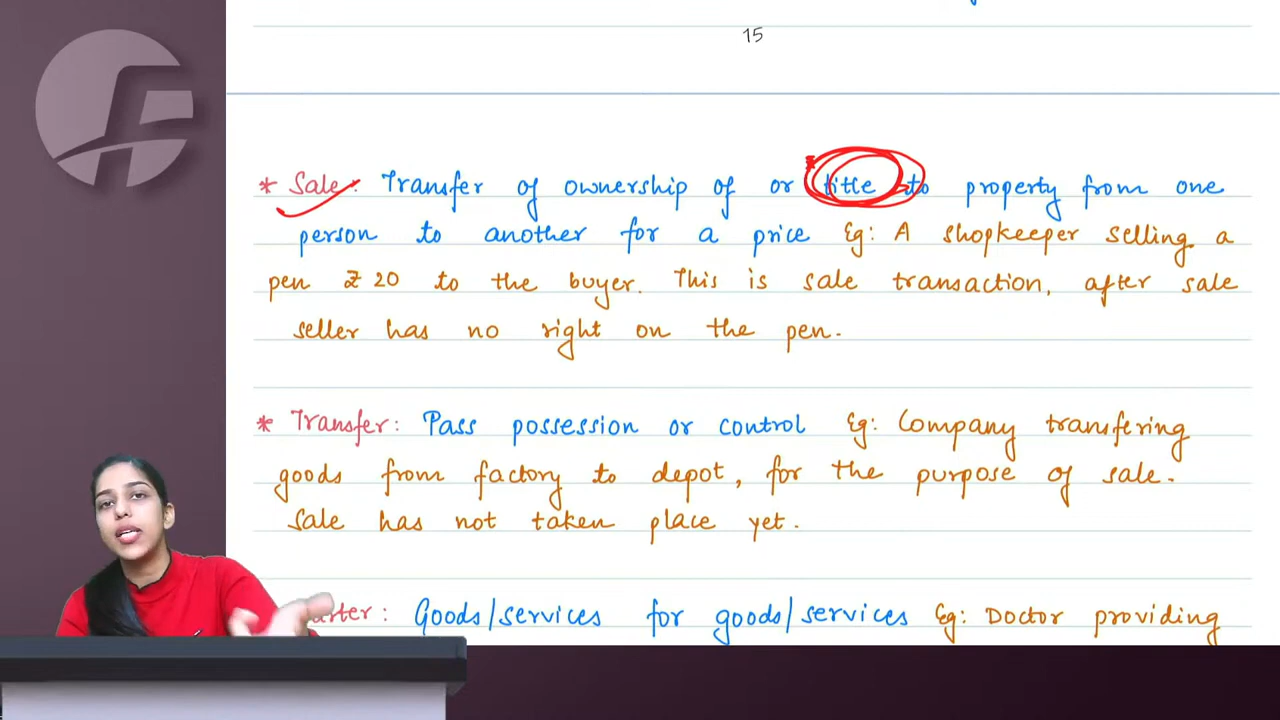 15
* Sale: Transfer of ownership of or title to property from one
person to another for a price Eg: A shopkeeper selling a
pen ₹ 20 to the buyer. This is sale transaction, after sale
seller has no right on the pen.
* Transfer: Pass possession or control Eg: Company transfering
goods from factory to depot, for the purpose of sale.
Sale has not taken place yet.
Goods/services for goods/services Eg: Doctor providing